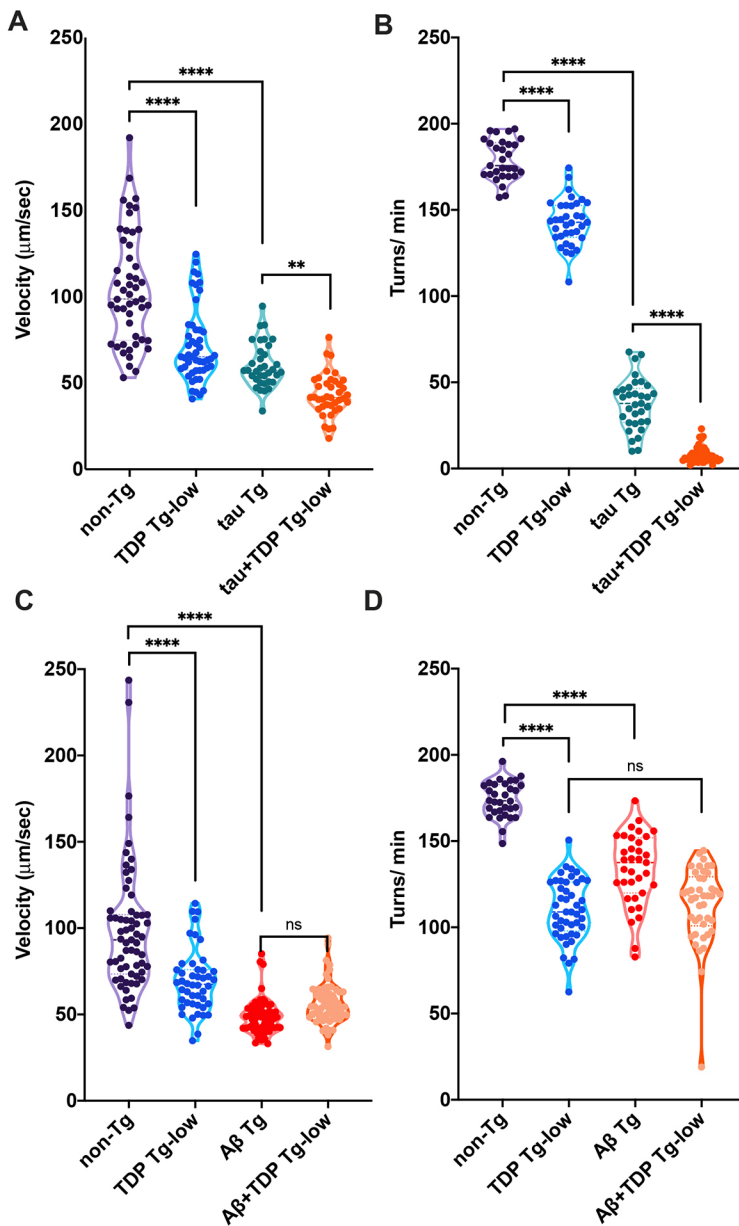 A
Velocity (μm/sec)
250
200
150
100
50
0
****
****
**
non-Tg
TDP Tg-low
tau Tg
tau+TDP Tg-low
B
Turns/ min
250
200
150
100
50
0
****
****
****
non-Tg
TDP Tg-low
tau Tg
tau+TDP Tg-low
C
Velocity (μm/sec)
250
200
150
100
50
0
****
****
ns
non-Tg
TDP Tg-low
Aβ Tg
Aβ+TDP Tg-low
D
Turns/ min
250
200
150
100
50
0
****
****
ns
non-Tg
TDP Tg-low
Aβ Tg
Aβ+TDP Tg-low